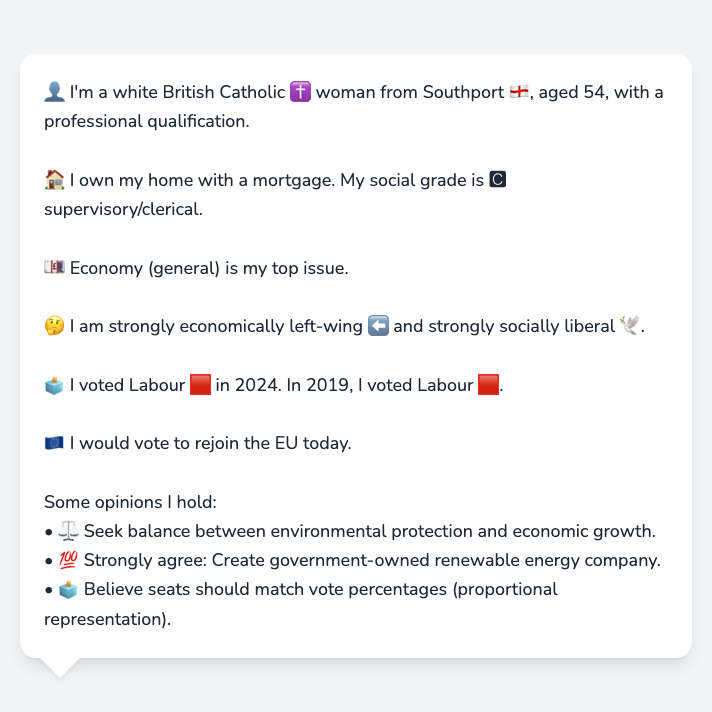 👤 I'm a white British Catholic ✝️ woman from Southport 🏴󠁧󠁢󠁥󠁮󠁧󠁿, aged 54, with a
professional qualification.
🏠 I own my home with a mortgage. My social grade is 🅲
supervisory/clerical.
💷 Economy (general) is my top issue.
🤔 I am strongly economically left-wing ⬅️ and strongly socially liberal 🕊️.
🗳️ I voted Labour 🟥 in 2024. In 2019, I voted Labour 🟥.
🇪🇺 I would vote to rejoin the EU today.
Some opinions I hold:
• ⚖️ Seek balance between environmental protection and economic growth.
• 💯 Strongly agree: Create government-owned renewable energy company.
• 🗳️ Believe seats should match vote percentages (proportional
representation).